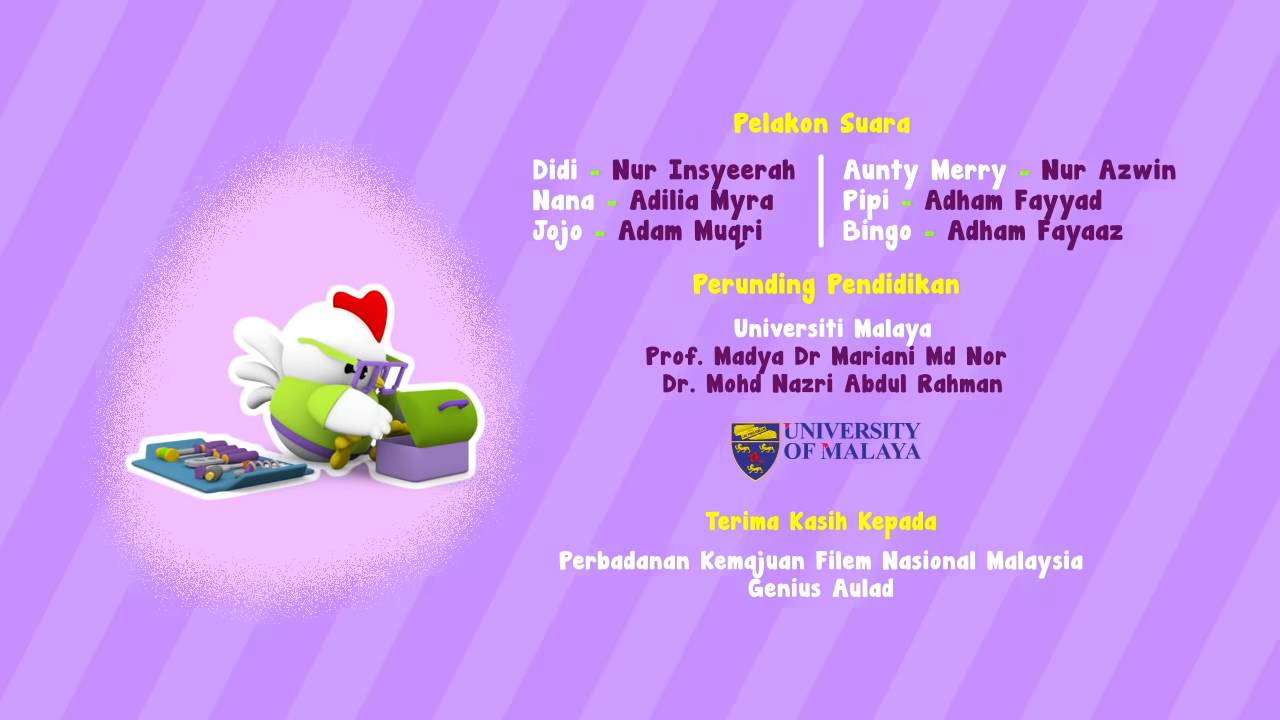 Pelakon Suara
Didi - Nur Insyeerah
Nana - Adilia Myra
Jojo - Adam Muqri
Aunty Merry - Nur Azwin
Pipi - Adham Fayyad
Bingo - Adham Fayaaz
Perunding Pendidikan
Universiti Malaya
Prof. Madya Dr Mariani Md Nor
Dr. Mohd Nazri Abdul Rahman
UNIVERSITY
OF MALAYA
Terima Kasih Kepada
Perbadanan Kemajuan Filem Nasional Malaysia
Genius Aulad